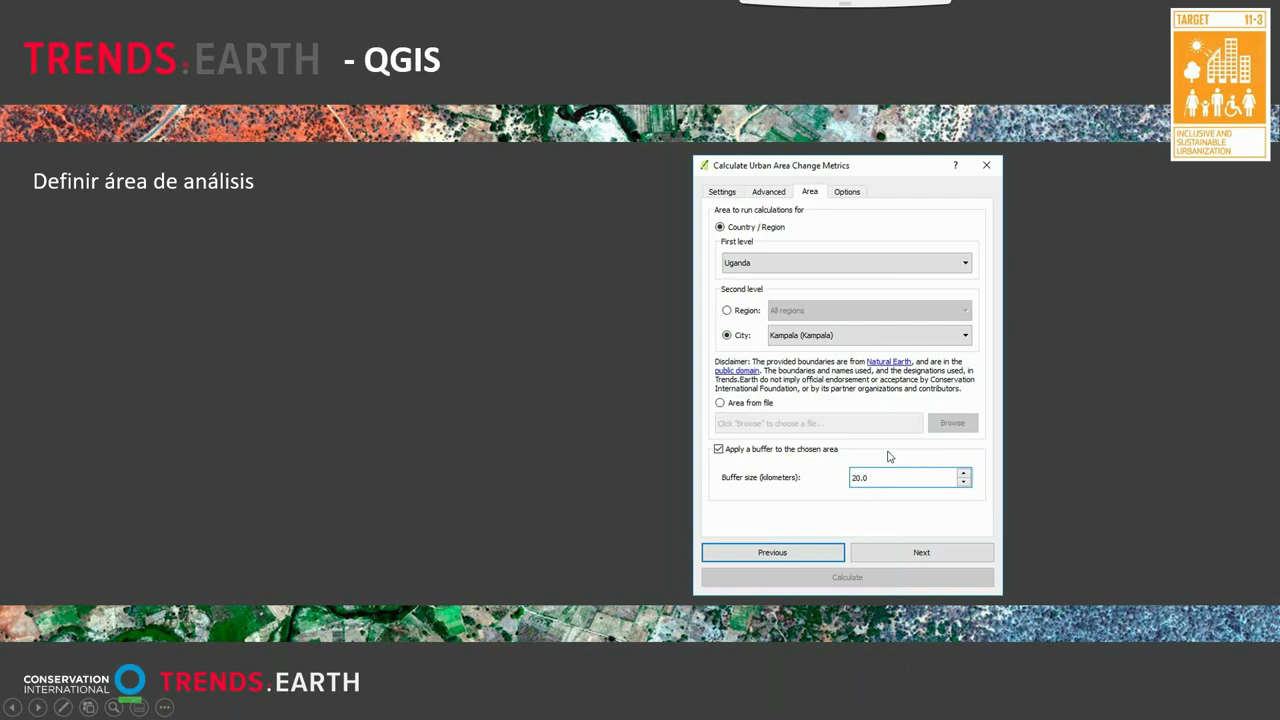 TRENDS.EARTH - QGIS
TARGET 11·3
INCLUSIVE AND
SUSTAINABLE
URBANIZATION
Definir área de análisis
Calculate Urban Area Change Metrics
Settings Advanced Area Options
Area to run calculations for
Country / Region
First level
Uganda
Second level
Region: All regions
City: Kampala (Kampala)
Disclaimer: The provided boundaries are from Natural Earth, and are in the
public domain. The boundaries and names used, and the designations used, in
Trends.Earth do not imply official endorsement or acceptance by Conservation
International Foundation, or by its partner organizations and contributors.
Area from file
Click "Browse" to choose a file... Browse
Apply a buffer to the chosen area
Buffer size (kilometers): 20.0
Previous Next
Calculate
CONSERVATION
INTERNATIONAL
TRENDS.EARTH